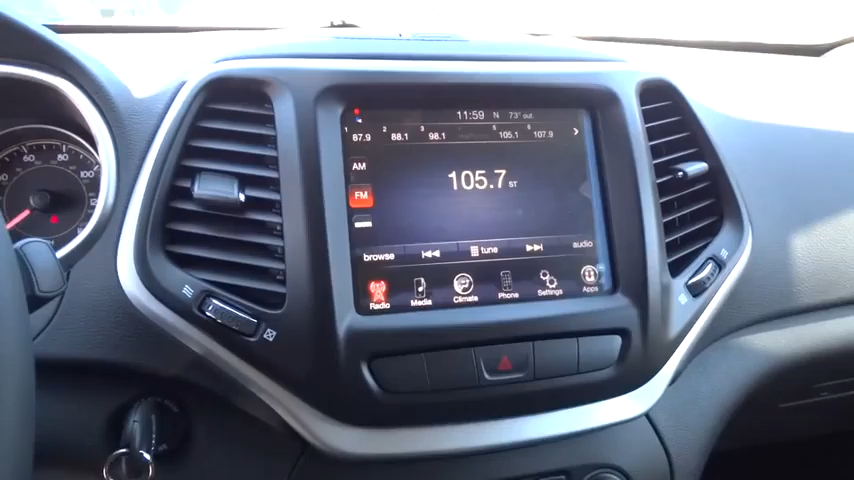 11:59 N 73° out
1 2 3 5 6
87.9 88.1 98.1 105.1 107.9
AM
105.7 ST
FM
browse tune audio
Radio Media Climate Phone Settings Apps
60 80 100